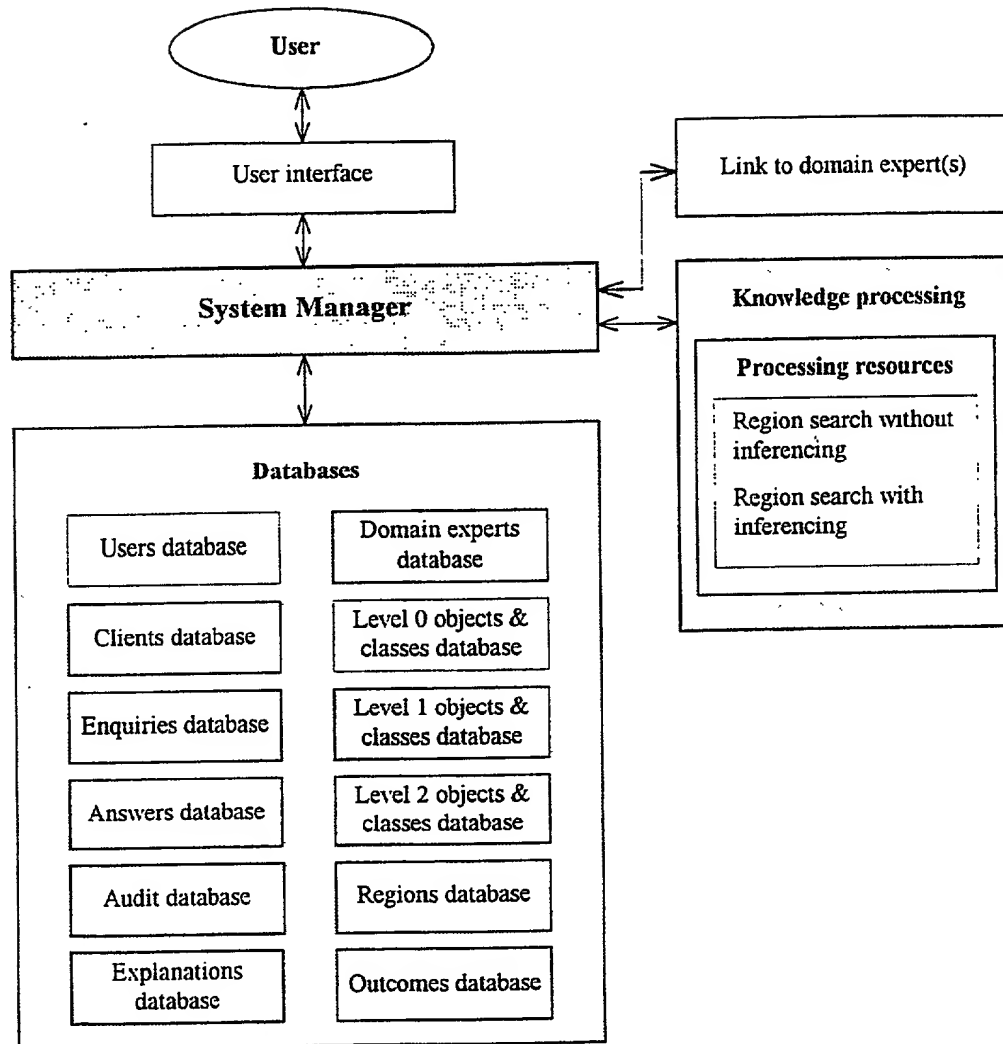 User
User interface
Link to domain expert(s)
System Manager
Knowledge processing
Processing resources
Region search without
inferencing
Region search with
inferencing
Databases
Users database
Domain experts
database
Clients database
Level 0 objects &
classes database
Enquiries database
Level 1 objects &
classes database
Answers database
Level 2 objects &
classes database
Audit database
Regions database
Explanations
database
Outcomes database